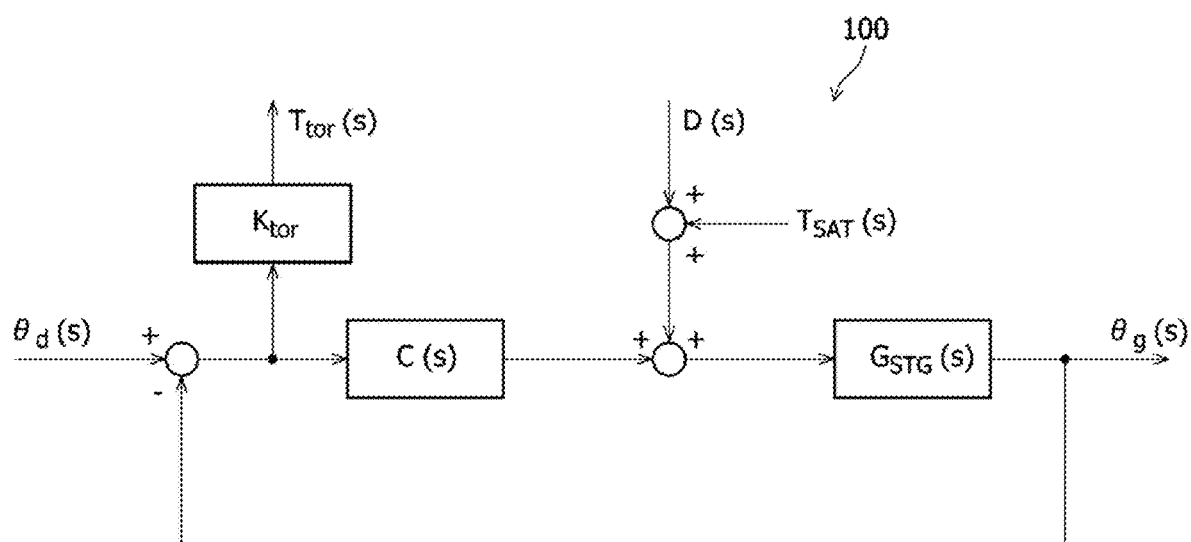 100
T_tor (s)
D (s)
+
K_tor
T_SAT (s)
+
θ_d (s)
+
C (s)
+
+
G_STG (s)
θ_g (s)
-